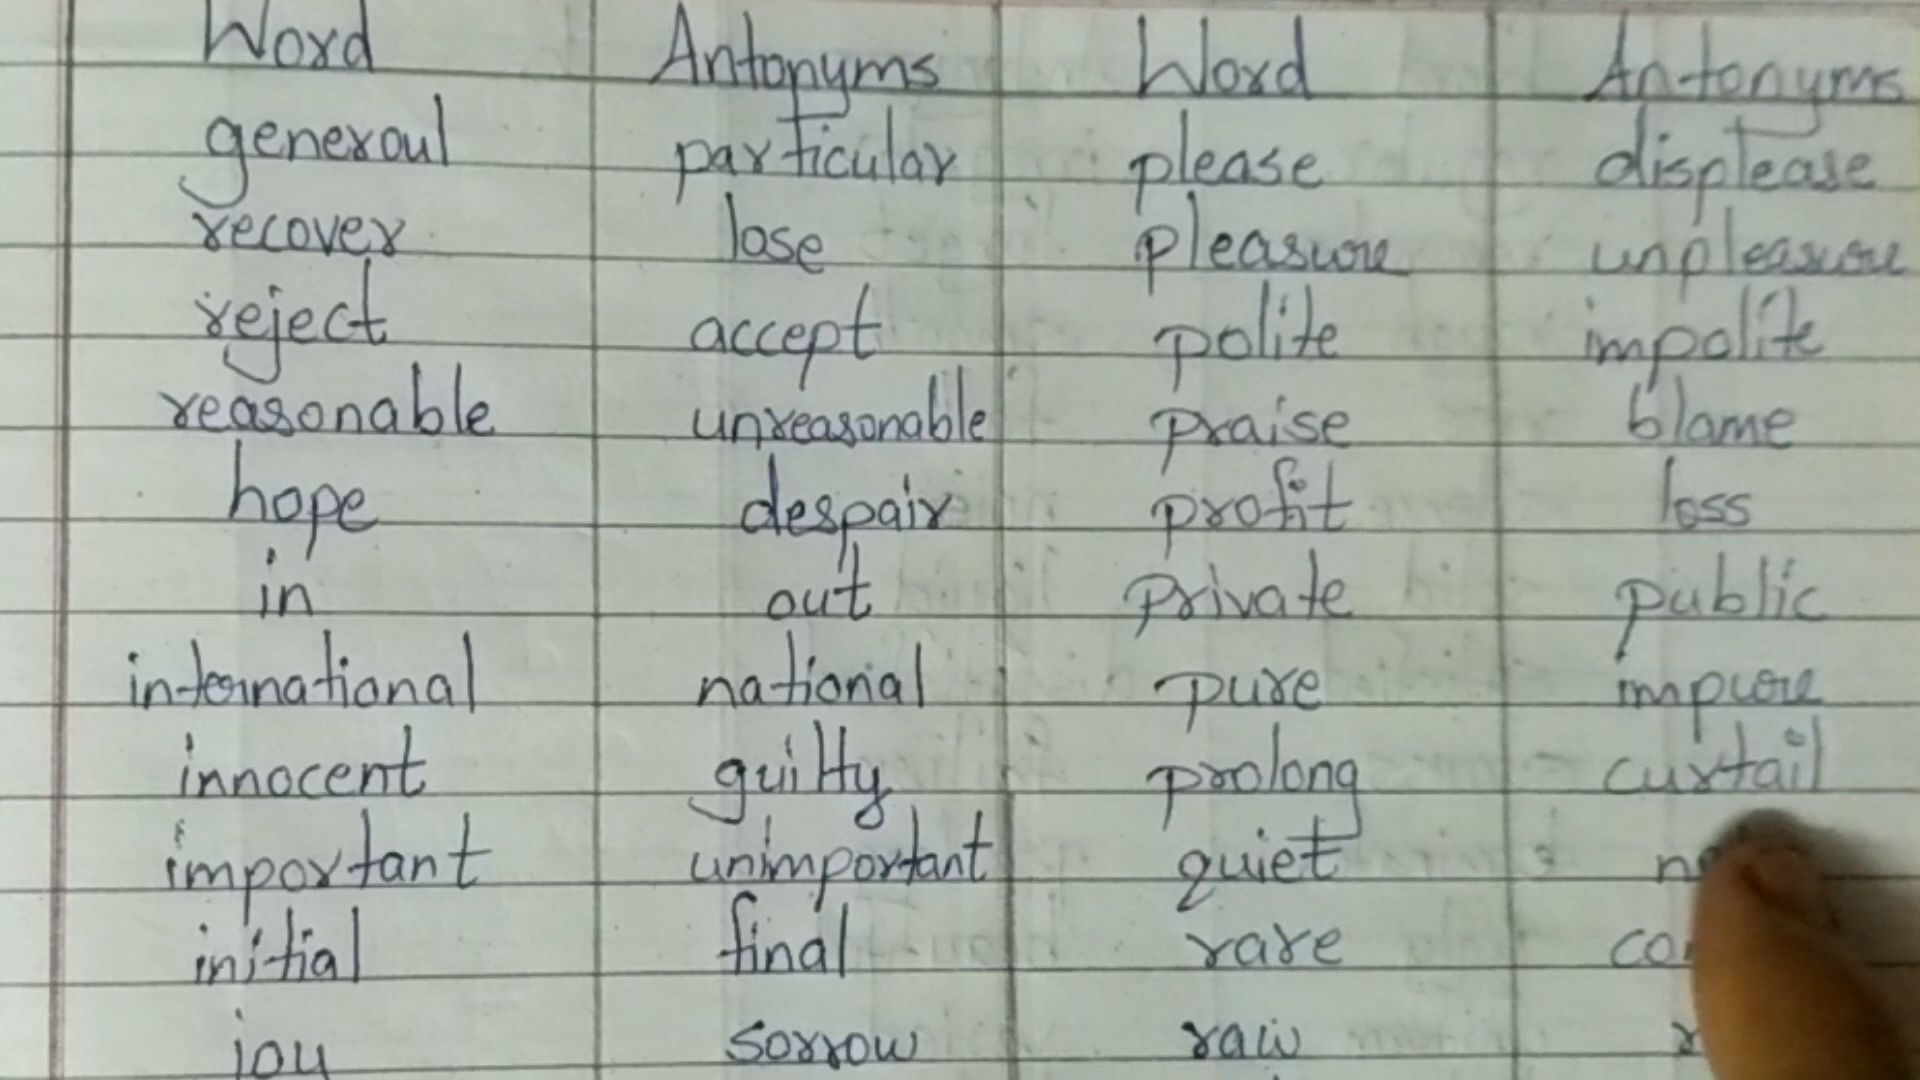 Word Antonyms Word Antonyms
generoul particular please displease
recover lose pleasure unpleasure
reject accept polite impolite
reasonable unreasonable praise blame
hope despair profit loss
in out private public
international national pure impure
innocent guilty prolong curtail
important unimportant quiet
initial final rare
joy sorrow raw